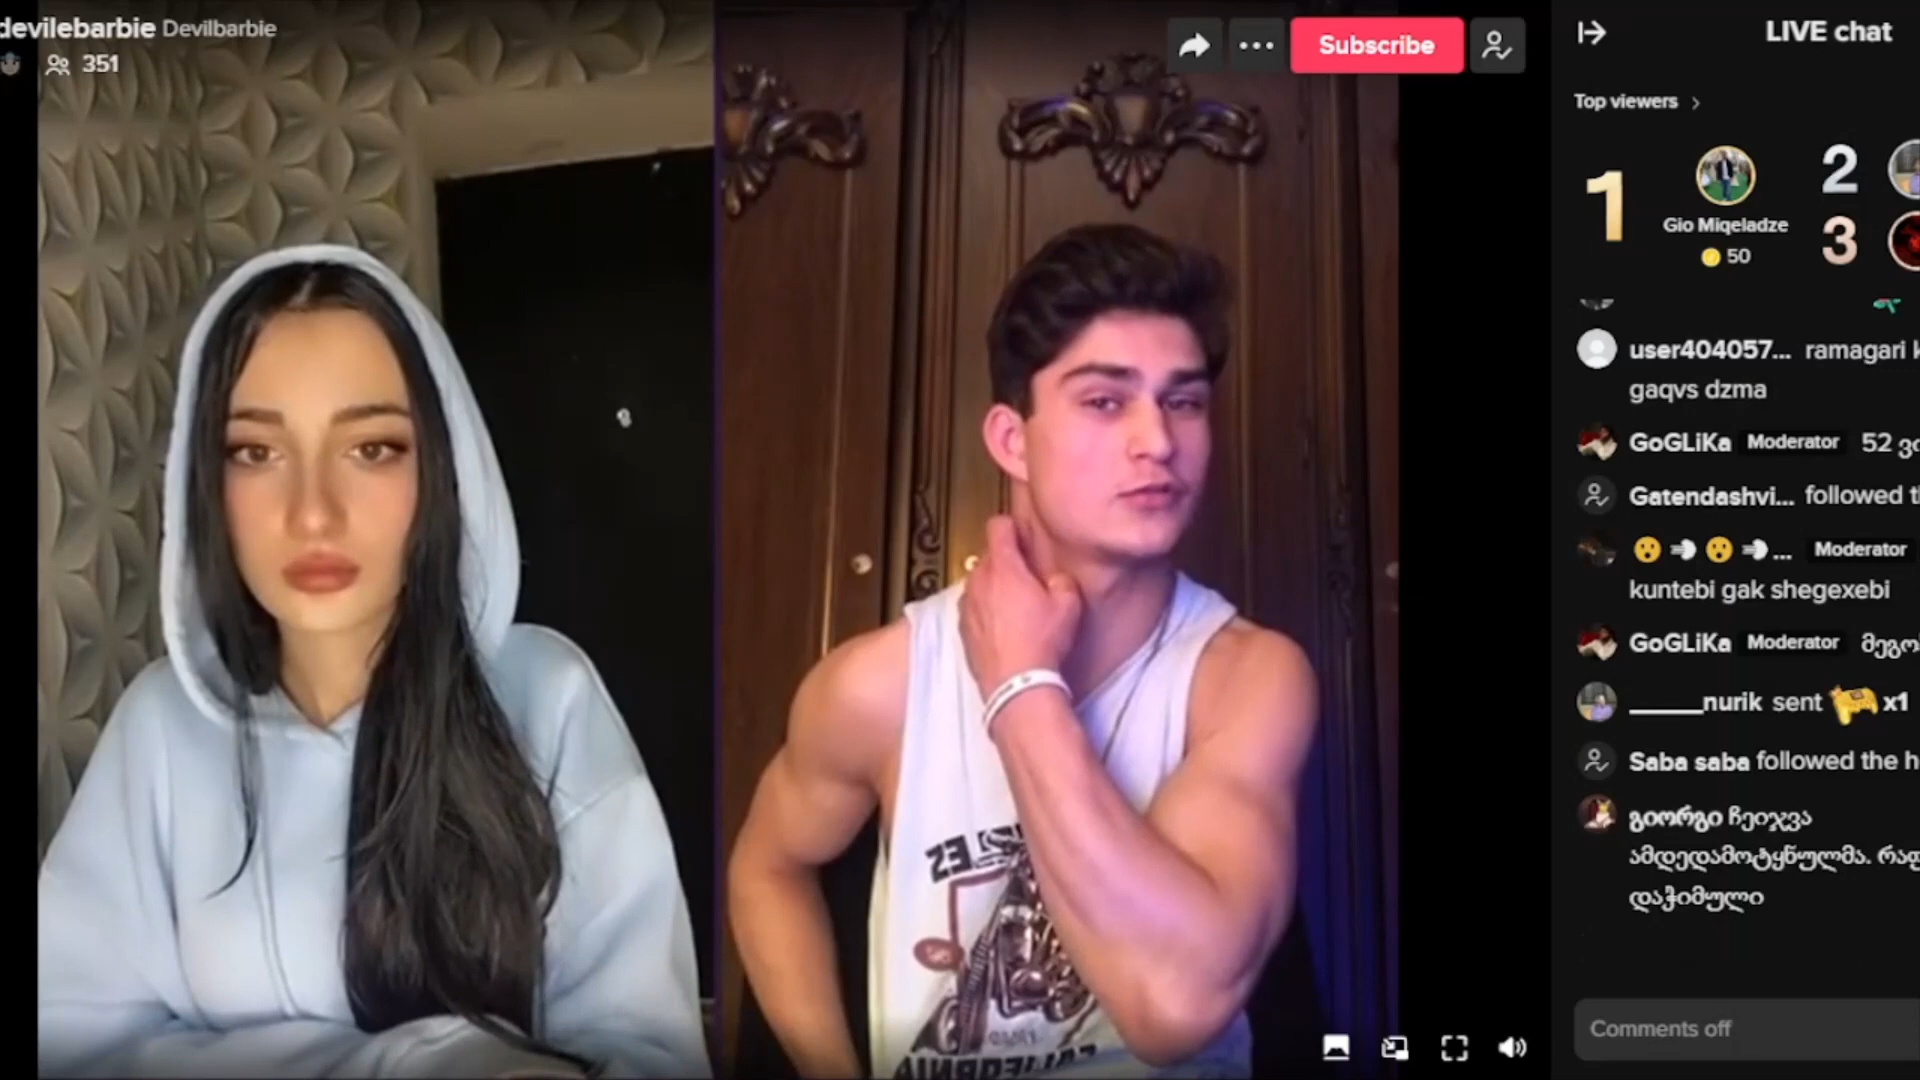 devilebarbie Devilbarbie
351
Subscribe
LIVE chat
Top viewers
1
Gio Miqeladze
50
2
3
user404057... ramagari
gaqvs dzma
GoGLiKa Moderator 52
Gatendashvi... followed
... Moderator
kuntebi gak shegexebi
GoGLiKa Moderator
______nurik sent x1
Saba saba followed the
გიორგი ჩეიჯვა
ამდედამოტყნულმა.
დაჭიმული
Comments off